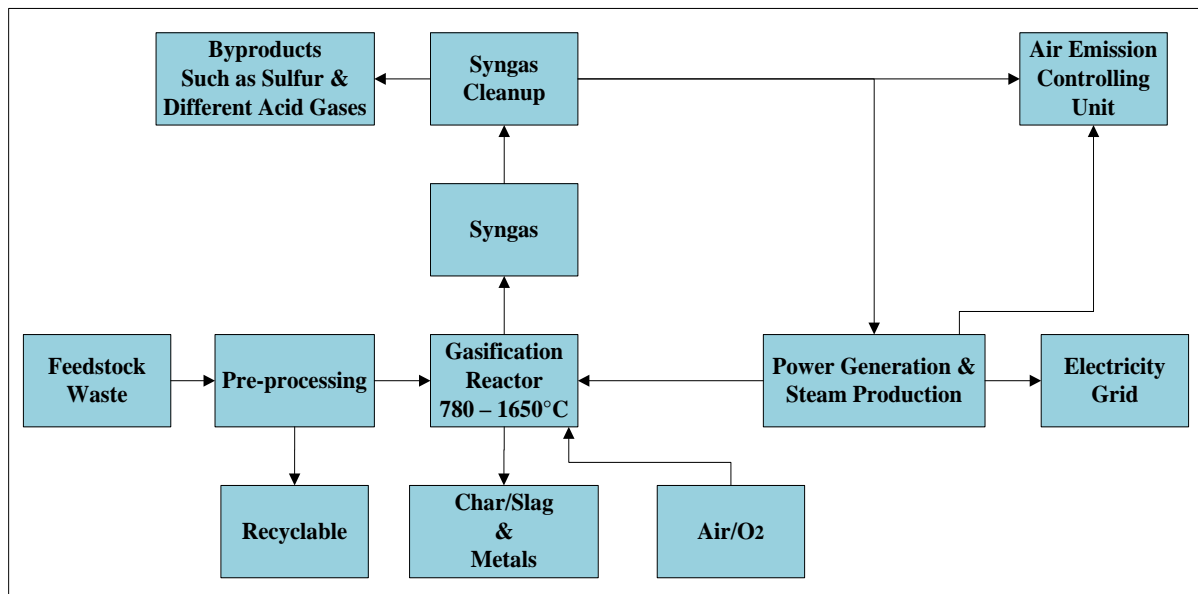 Byproducts
Such as Sulfur &
Different Acid Gases
Syngas
Cleanup
Air Emission
Controlling
Unit
Syngas
Feedstock
Waste
Pre-processing
Gasification
Reactor
780 – 1650°C
Power Generation &
Steam Production
Electricity
Grid
Recyclable
Char/Slag
&
Metals
Air/O2